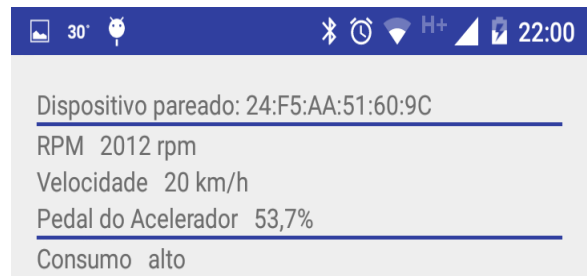 30° H+ 22:00
Dispositivo pareado: 24:F5:AA:51:60:9C
RPM 2012 rpm
Velocidade 20 km/h
Pedal do Acelerador 53,7%
Consumo alto